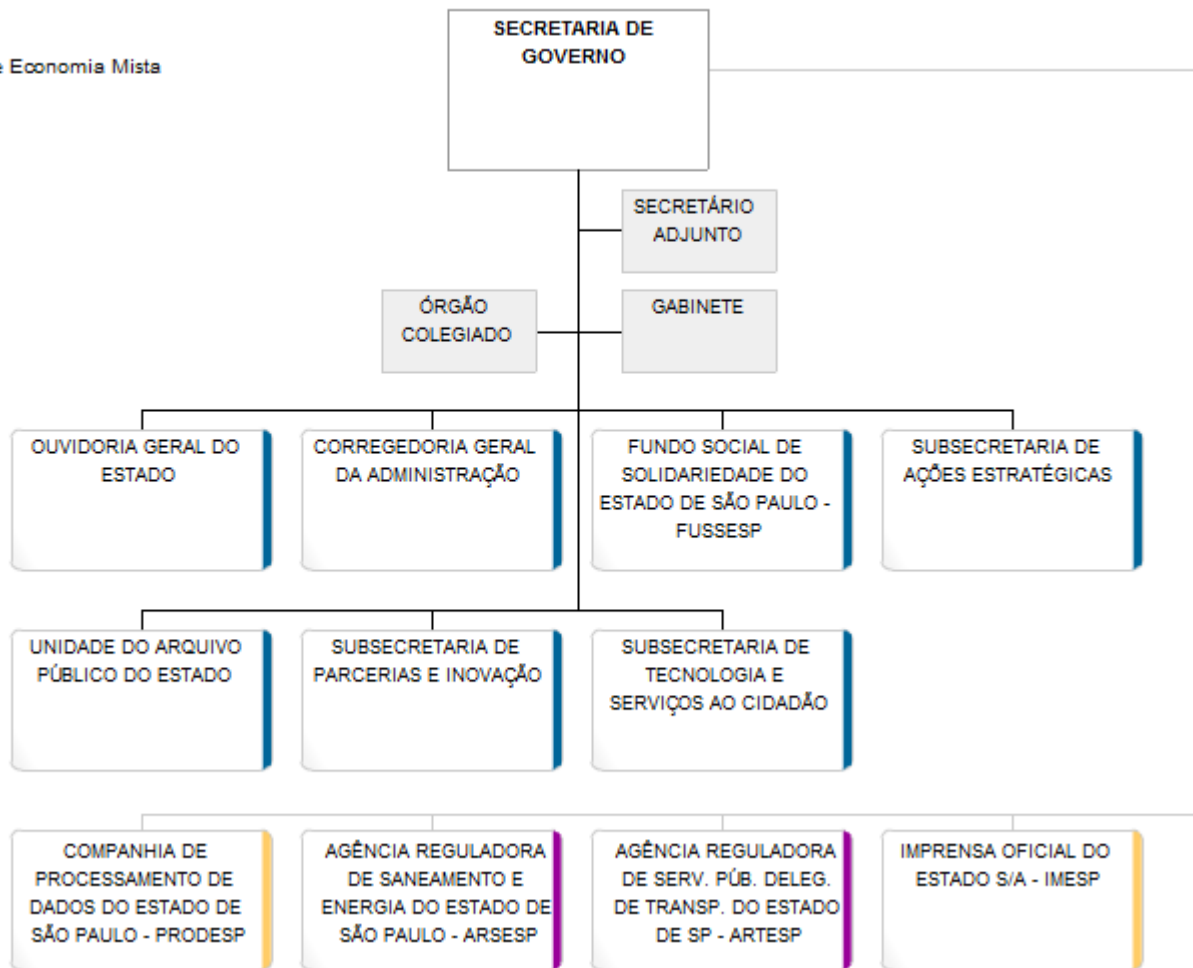 SECRETARIA DE
GOVERNO
e Economia Mista
SECRETÁRIO
ADJUNTO
ÓRGÃO
COLEGIADO
GABINETE
OUVIDORIA GERAL DO
ESTADO
CORREGEDORIA GERAL
DA ADMINISTRAÇÃO
FUNDO SOCIAL DE
SOLIDARIEDADE DO
ESTADO DE SÃO PAULO -
FUSSESP
SUBSECRETARIA DE
AÇÕES ESTRATÉGICAS
UNIDADE DO ARQUIVO
PÚBLICO DO ESTADO
SUBSECRETARIA DE
PARCERIAS E INOVAÇÃO
SUBSECRETARIA DE
TECNOLOGIA E
SERVIÇOS AO CIDADÃO
COMPANHIA DE
PROCESSAMENTO DE
DADOS DO ESTADO DE
SÃO PAULO - PRODESP
AGÊNCIA REGULADORA
DE SANEAMENTO E
ENERGIA DO ESTADO DE
SÃO PAULO - ARSESP
AGÊNCIA REGULADORA
DE SERV. PÚB. DELEG.
DE TRANSP. DO ESTADO
DE SP - ARTESP
IMPRENSA OFICIAL DO
ESTADO S/A - IMESP